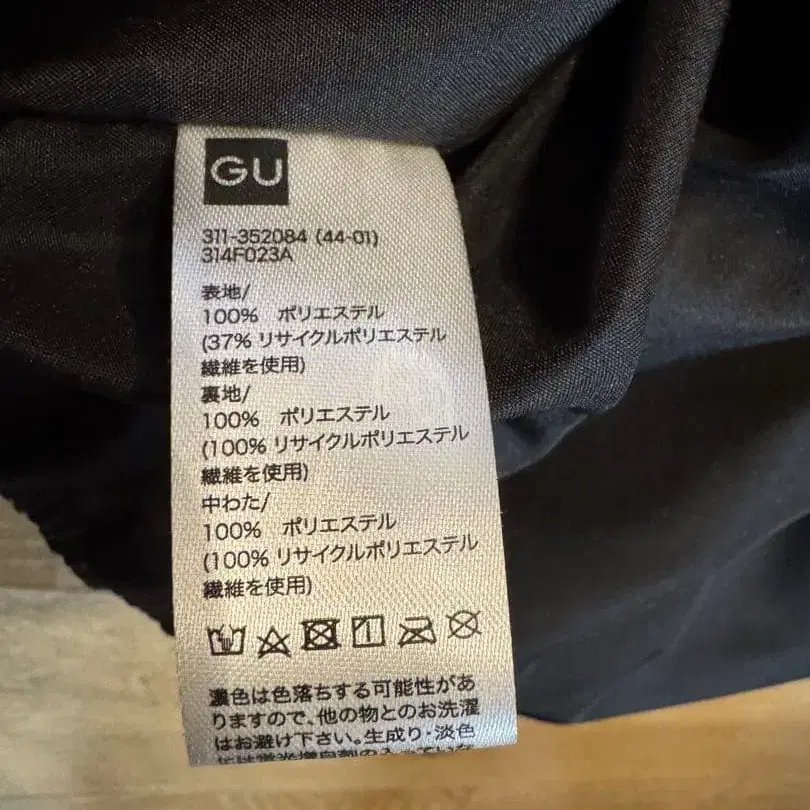 GU
311-352084 (44-01)
314F023A
表地/
100% ポリエステル
(37% リサイクルポリエステル
繊維を使用)
裏地/
100% ポリエステル
(100% リサイクルポリエステル
繊維を使用)
中わた/
100% ポリエステル
(100% リサイクルポリエステル
繊維を使用)
濃色は色落ちする可能性があ
りますので、他の物とのお洗濯
はお避け下さい。生成り・淡色